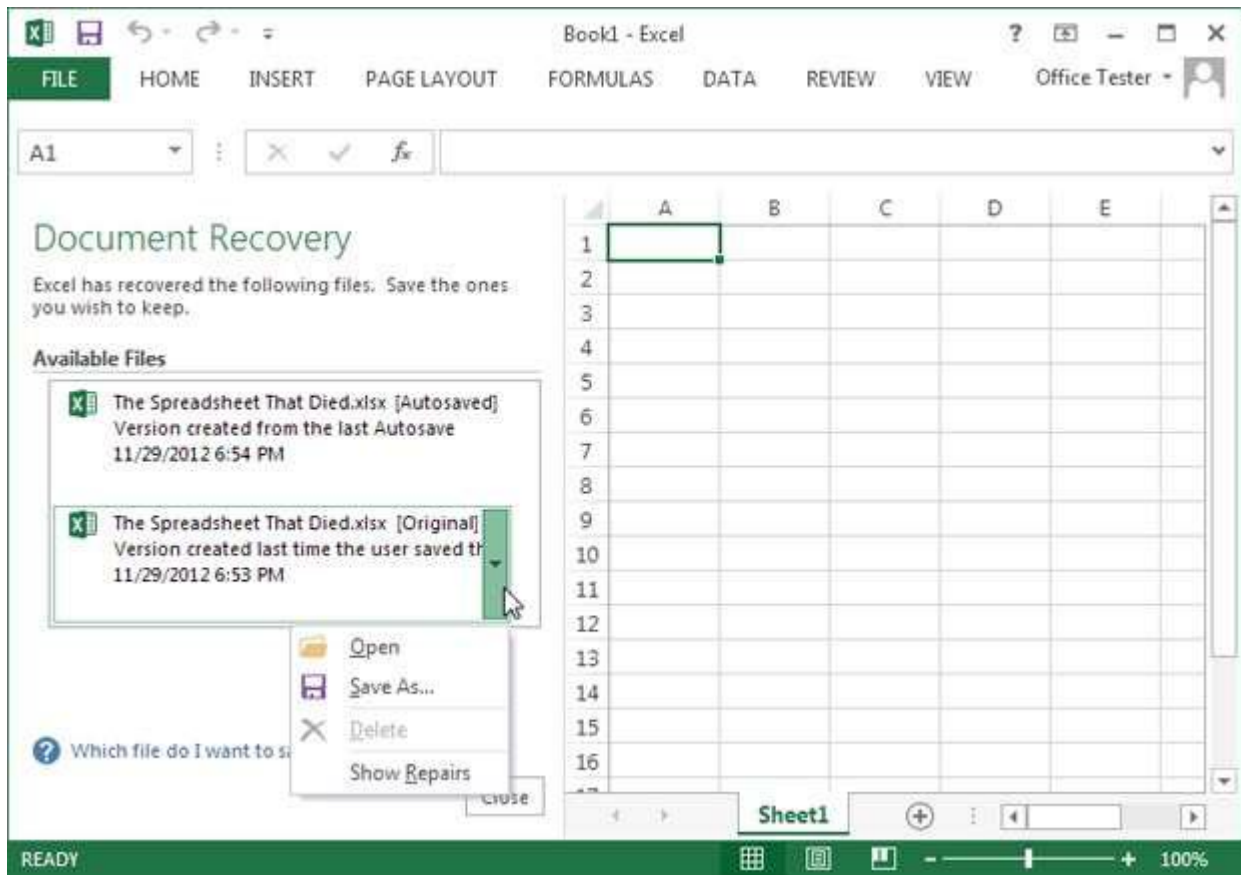 Book1 - Excel ?
FILE HOME INSERT PAGE LAYOUT FORMULAS DATA REVIEW VIEW Office Tester
A1 fx
A B C D E
Document Recovery
Excel has recovered the following files. Save the ones
you wish to keep.
Available Files
The Spreadsheet That Died.xlsx [Autosaved]
Version created from the last Autosave
11/29/2012 6:54 PM
The Spreadsheet That Died.xlsx [Original]
Version created last time the user saved th
11/29/2012 6:53 PM
Open
Save As...
Delete
Show Repairs
Which file do I want to sa
Close
1
2
3
4
5
6
7
8
9
10
11
12
13
14
15
16
17
Sheet1
READY 100%